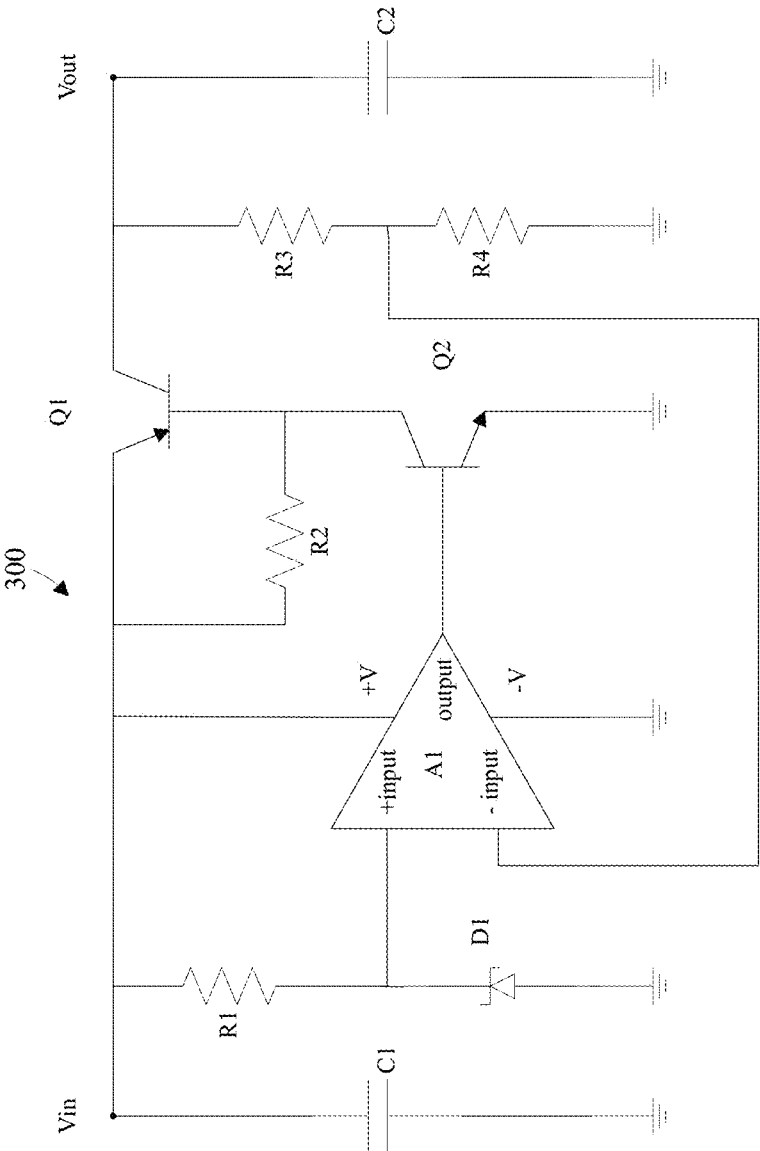 300
Vin
Q1
Vout
R1
+V
R2
R3
C1
+input
A1
output
Q2
C2
- input
D1
-V
R4